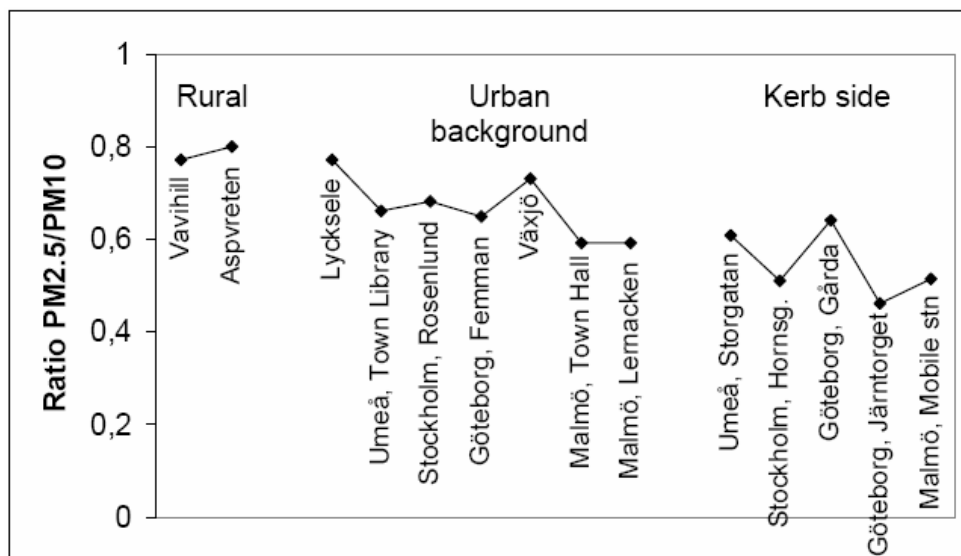 Ratio PM2.5/PM10
1
0,8
0,6
0,4
0,2
0
Rural
Vavihill
Aspvreten
Urban
background
Lycksele
Umeå, Town Library
Stockholm, Rosenlund
Göteborg, Femman
Växjö
Malmö, Town Hall
Malmö, Lernacken
Kerb side
Umeå, Storgatan
Stockholm, Hornsg.
Göteborg, Gårda
Göteborg, Järntorget
Malmö, Mobile stn